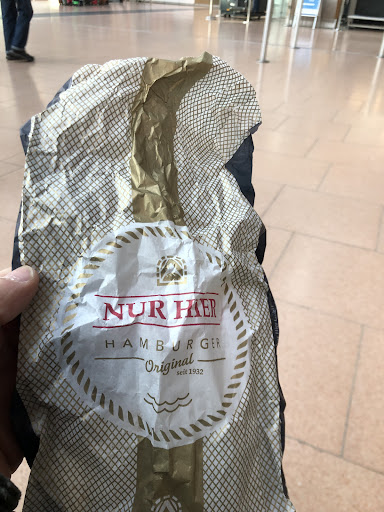 NUR HIER
HAMBURGER
Original
seit 1932